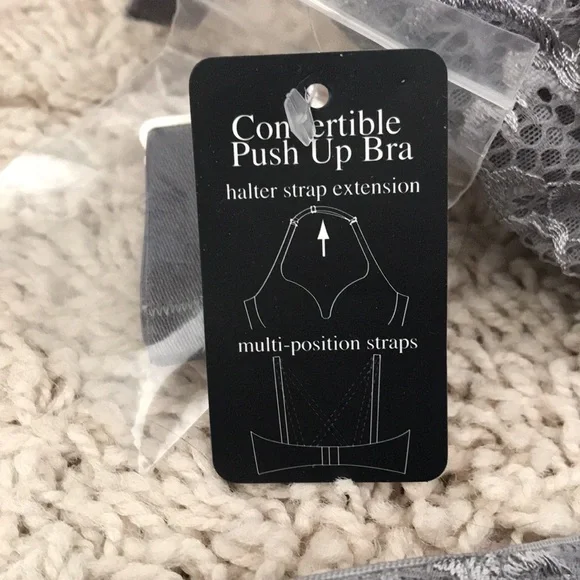 Convertible
Push Up Bra
halter strap extension
multi-position straps